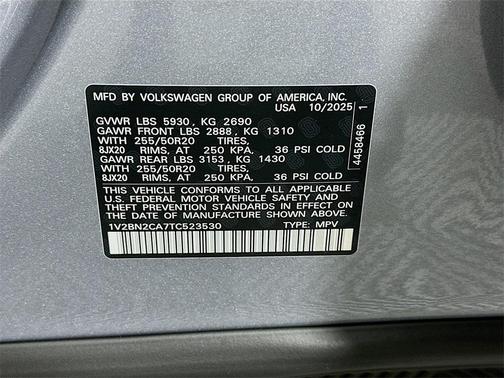 MFD BY VOLKSWAGEN GROUP OF AMERICA, INC.
USA 10/2025
GVWR LBS 5930, KG 2690
GAWR FRONT LBS 2888, KG 1310
WITH 255/50R20 TIRES,
8JX20 RIMS, AT 250 KPA, 36 PSI COLD
GAWR REAR LBS 3153, KG 1430
WITH 255/50R20 TIRES,
8JX20 RIMS, AT 250 KPA, 36 PSI COLD
THIS VEHICLE CONFORMS TO ALL APPLICABLE
U.S. FEDERAL MOTOR VEHICLE SAFETY AND
THEFT PREVENTION STANDARDS IN EFFECT
ON THE DATE OF MANUFACTURE SHOWN ABOVE.
1V2BN2CA7TC523530 TYPE: MPV
4458466 1